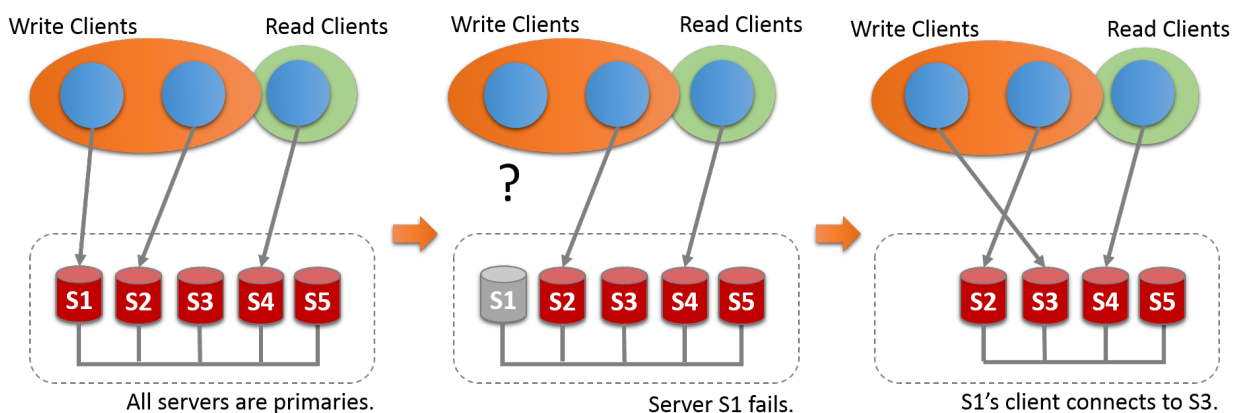 Write Clients
Read Clients
S1 S2 S3 S4 S5
All servers are primaries.
Write Clients
Read Clients
?
S1 S2 S3 S4 S5
Server S1 fails.
Write Clients
Read Clients
S2 S3 S4 S5
S1’s client connects to S3.